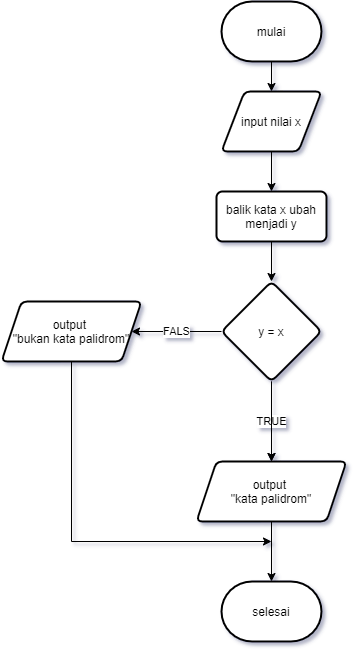 mulai
input nilai x
balik kata x ubah
menjadi y
y = x
FALS
output
"bukan kata palidrom"
TRUE
output
"kata palidrom"
selesai